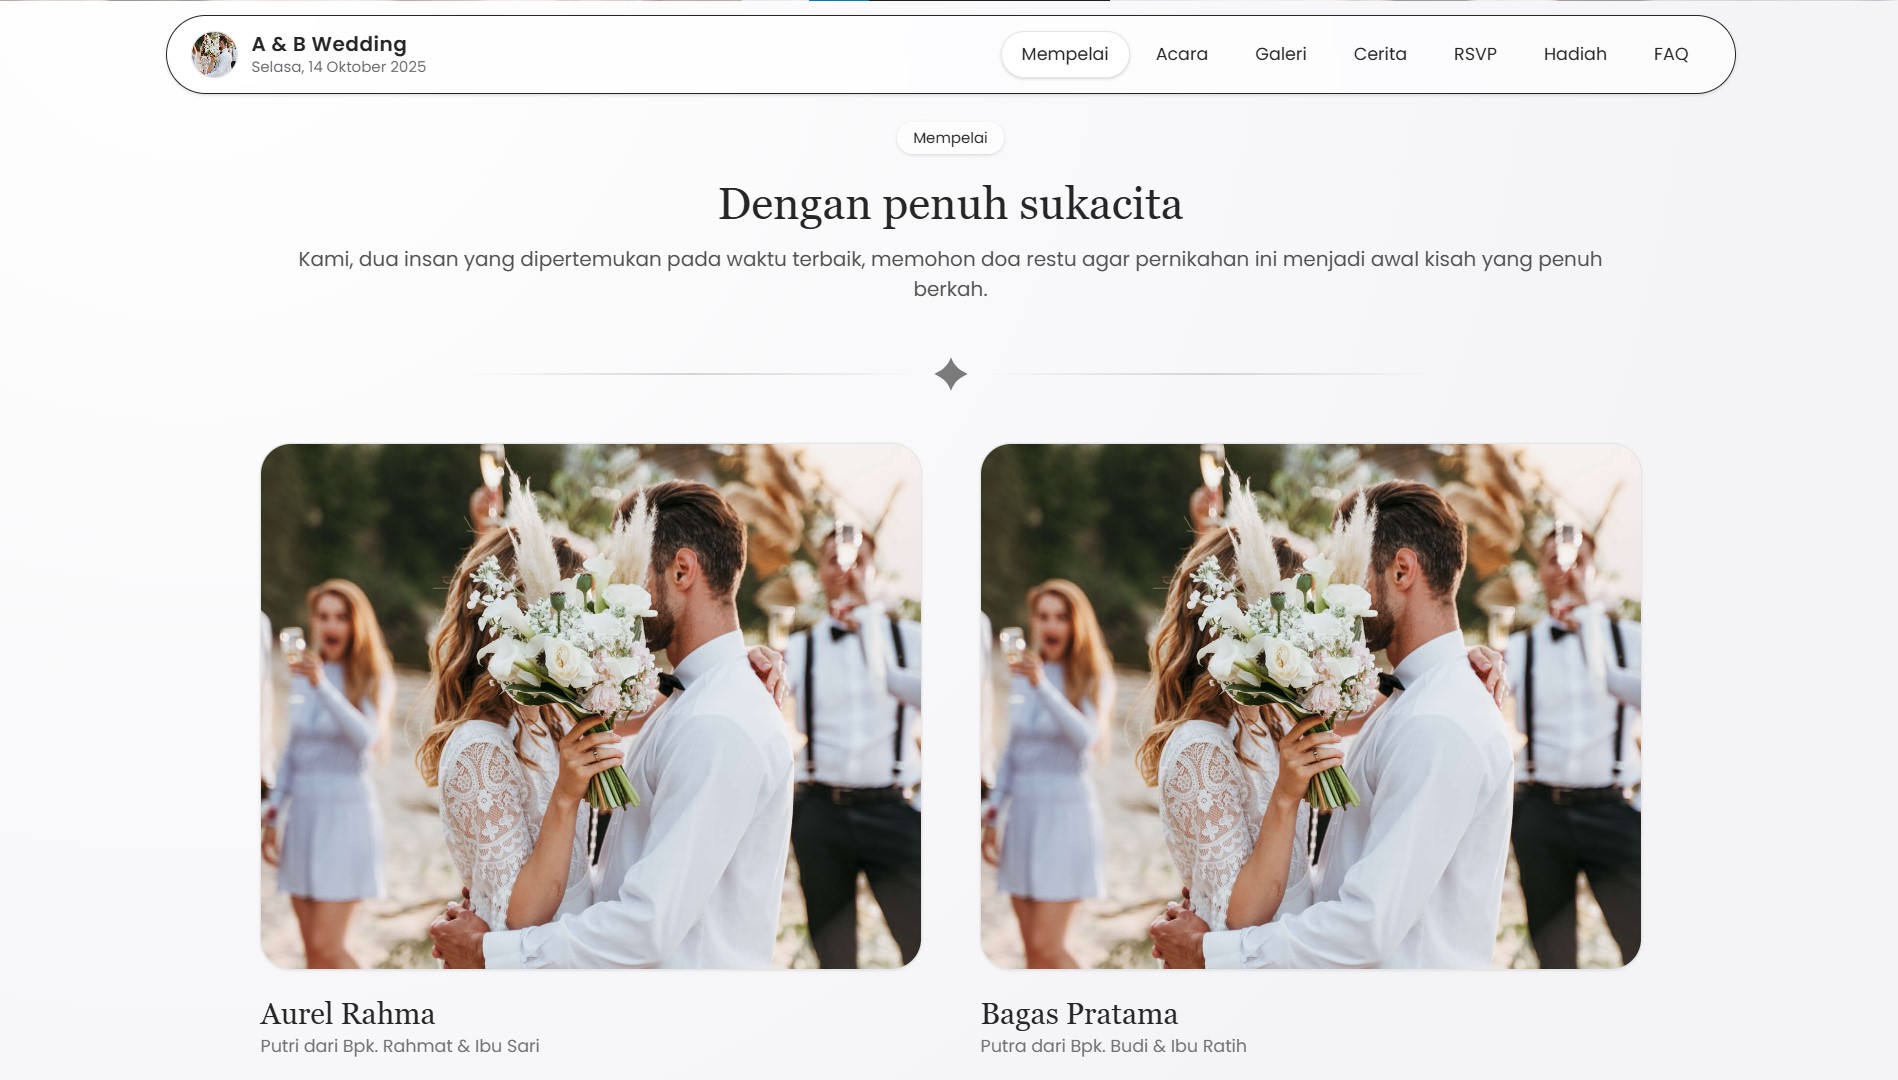 A & B Wedding
Selasa, 14 Oktober 2025
Mempelai
Acara
Galeri
Cerita
RSVP
Hadiah
FAQ
Mempelai
Dengan penuh sukacita
Kami, dua insan yang dipertemukan pada waktu terbaik, memohon doa restu agar pernikahan ini menjadi awal kisah yang penuh
berkah.
Aurel Rahma
Putri dari Bpk. Rahmat & Ibu Sari
Bagas Pratama
Putra dari Bpk. Budi & Ibu Ratih